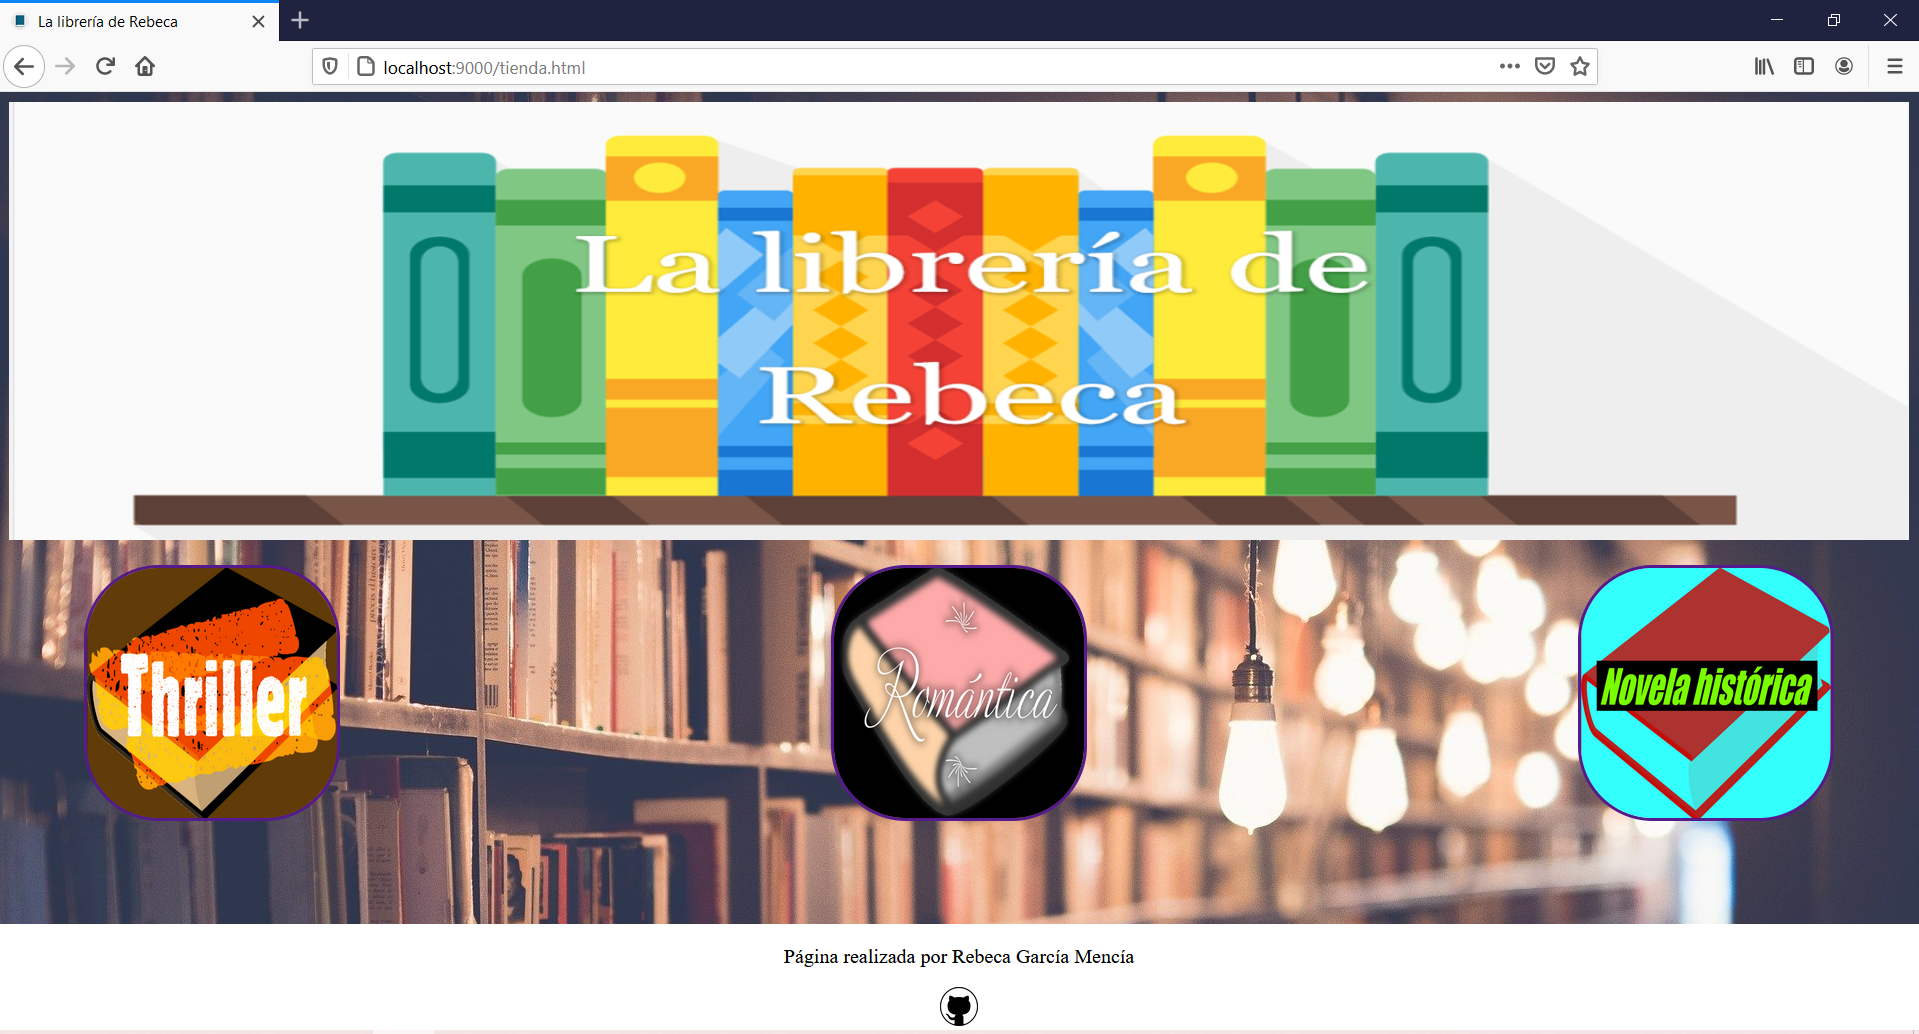 La librería de Rebeca
localhost:9000/tienda.html
La librería de
Rebeca
Thriller
Romántica
Novela histórica
Página realizada por Rebeca García Mencía